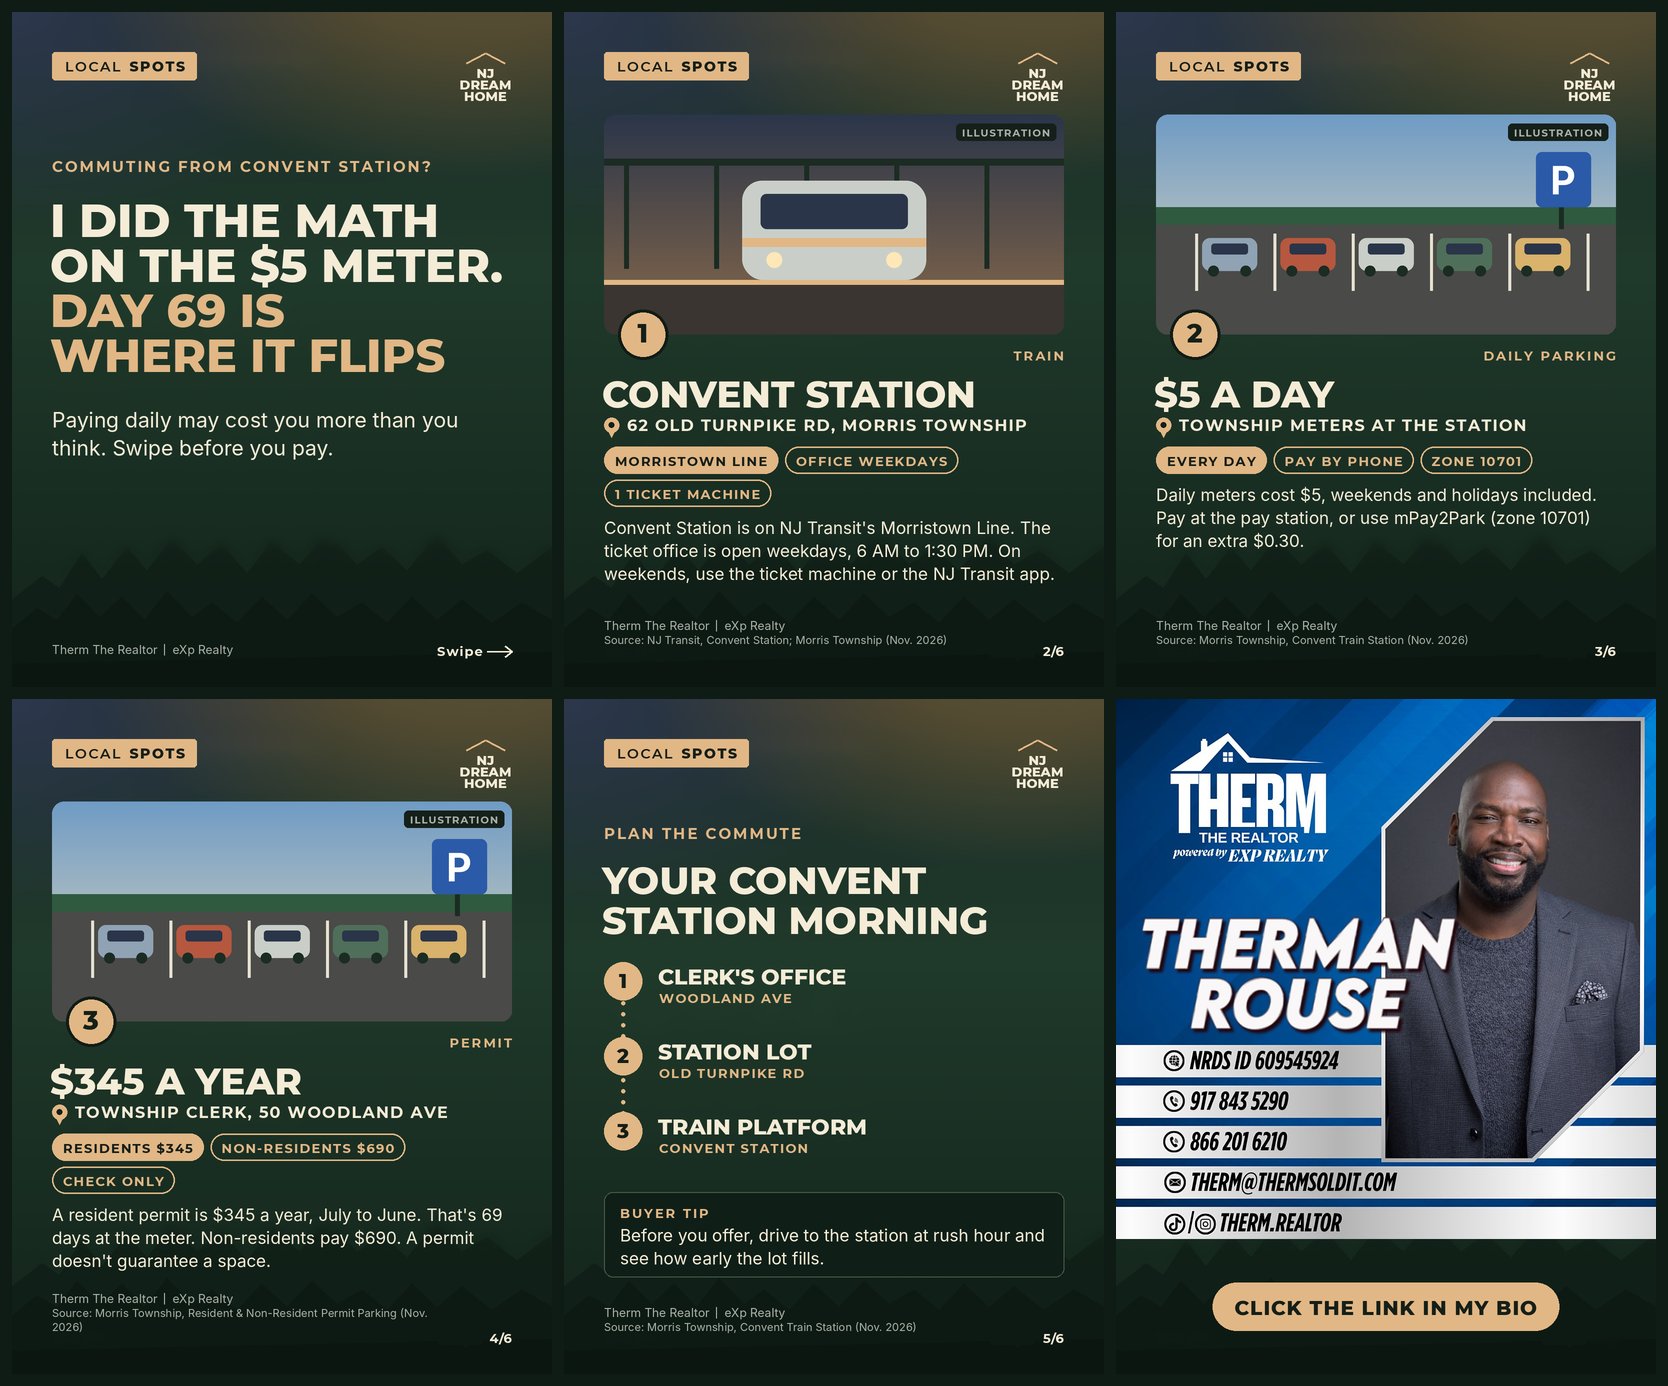 LOCAL SPOTS
NJ
DREAM
HOME
COMMUTING FROM CONVENT STATION?
I DID THE MATH
ON THE $5 METER.
DAY 69 IS
WHERE IT FLIPS
Paying daily may cost you more than you
think. Swipe before you pay.
Therm The Realtor | eXp Realty
Swipe
LOCAL SPOTS
NJ
DREAM
HOME
ILLUSTRATION
1
TRAIN
CONVENT STATION
62 OLD TURNPIKE RD, MORRIS TOWNSHIP
MORRISTOWN LINE
OFFICE WEEKDAYS
1 TICKET MACHINE
Convent Station is on NJ Transit's Morristown Line. The
ticket office is open weekdays, 6 AM to 1:30 PM. On
weekends, use the ticket machine or the NJ Transit app.
Therm The Realtor | eXp Realty
Source: NJ Transit, Convent Station; Morris Township (Nov. 2026)
2/6
LOCAL SPOTS
NJ
DREAM
HOME
ILLUSTRATION
P
2
DAILY PARKING
$5 A DAY
TOWNSHIP METERS AT THE STATION
EVERY DAY
PAY BY PHONE
ZONE 10701
Daily meters cost $5, weekends and holidays included.
Pay at the pay station, or use mPay2Park (zone 10701)
for an extra $0.30.
Therm The Realtor | eXp Realty
Source: Morris Township, Convent Train Station (Nov. 2026)
3/6
LOCAL SPOTS
NJ
DREAM
HOME
ILLUSTRATION
P
3
PERMIT
$345 A YEAR
TOWNSHIP CLERK, 50 WOODLAND AVE
RESIDENTS $345
NON-RESIDENTS $690
CHECK ONLY
A resident permit is $345 a year, July to June. That's 69
days at the meter. Non-residents pay $690. A permit
doesn't guarantee a space.
Therm The Realtor | eXp Realty
Source: Morris Township, Resident & Non-Resident Permit Parking (Nov.
2026)
4/6
LOCAL SPOTS
NJ
DREAM
HOME
PLAN THE COMMUTE
YOUR CONVENT
STATION MORNING
1
CLERK'S OFFICE
WOODLAND AVE
2
STATION LOT
OLD TURNPIKE RD
3
TRAIN PLATFORM
CONVENT STATION
BUYER TIP
Before you offer, drive to the station at rush hour and
see how early the lot fills.
Therm The Realtor | eXp Realty
Source: Morris Township, Convent Train Station (Nov. 2026)
5/6
THERM
THE REALTOR
powered by EXP REALTY
THERMAN
ROUSE
NRDS ID 609545924
917 843 5290
866 201 6210
THERM@THERMSOLDIT.COM
/ THERM.REALTOR
CLICK THE LINK IN MY BIO